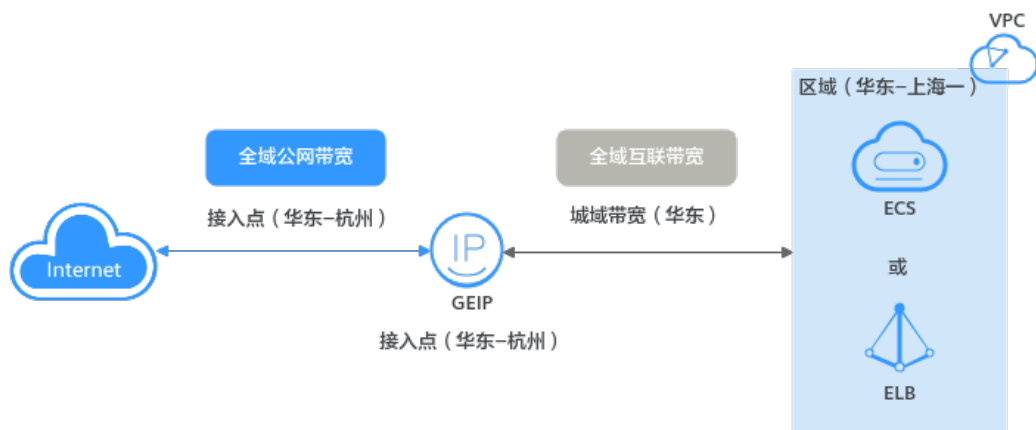 VPC
区域（华东–上海一）
全域公网带宽
全域互联带宽
接入点（华东–杭州）
城域带宽（华东）
ECS
Internet
IP
GEIP
或
接入点（华东–杭州）
ELB